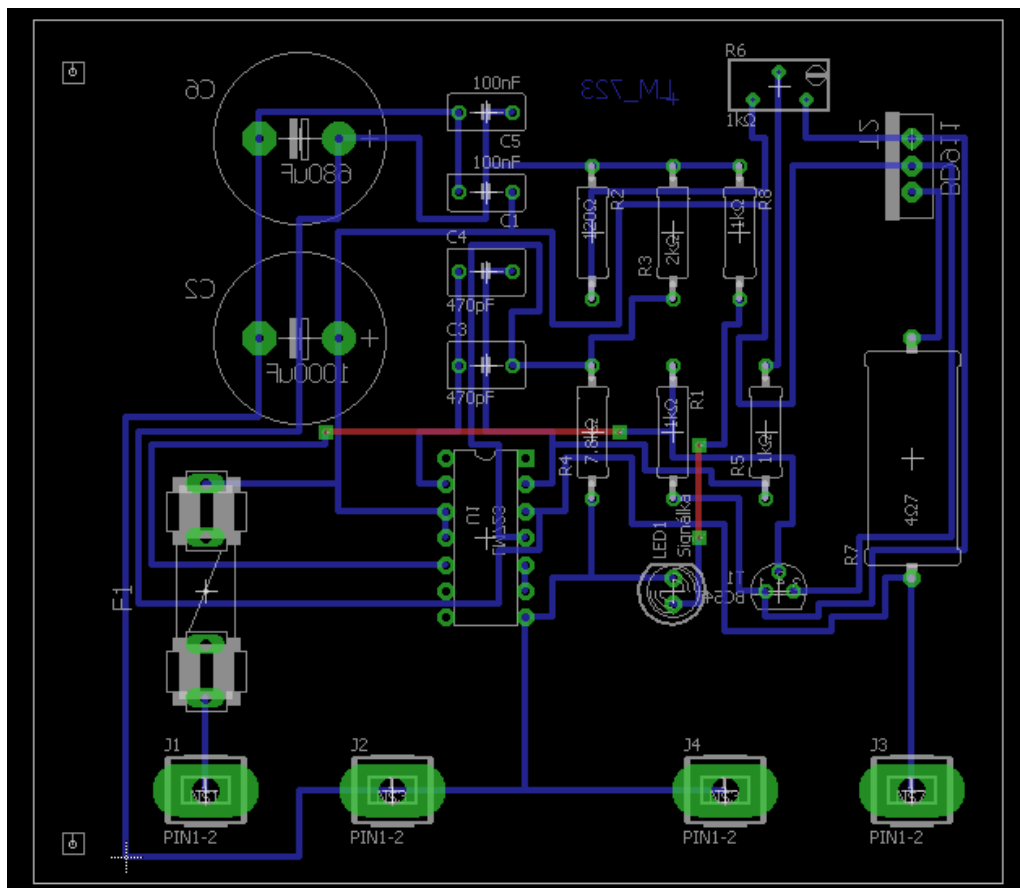 R6
C6
100nF
LM_723
1kΩ
T2
C5
680uF
100nF
C1
R2
R8
120Ω
2kΩ
1kΩ
C4
R3
C2
470pF
C3
1000uF
470pF
R1
1kΩ
7.8kΩ
R4
R5
1kΩ
4Ω7
IU
LED1
Signálka
T1
R7
F1
J1
J2
J4
J3
PIN1-2
PIN1-2
PIN1-2
PIN1-2